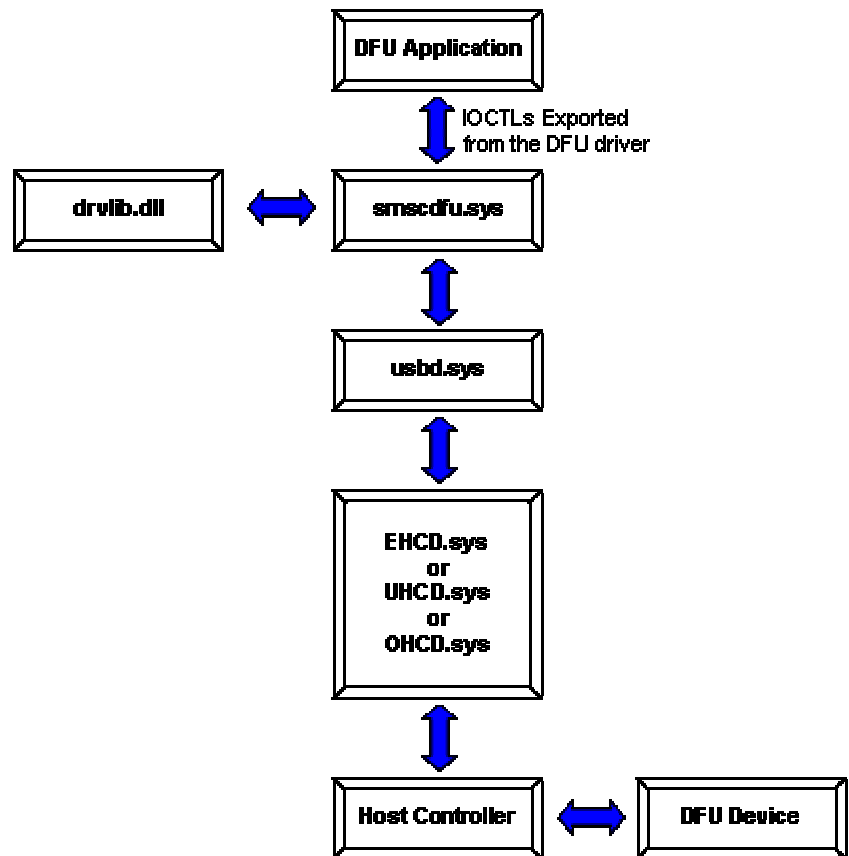 DFU Application
IOCTLs Exported
from the DFU driver
drvlib.dll
smscdfu.sys
usbd.sys
EHCD.sys
or
UHCD.sys
or
OHCD.sys
Host Controller
DFU Device